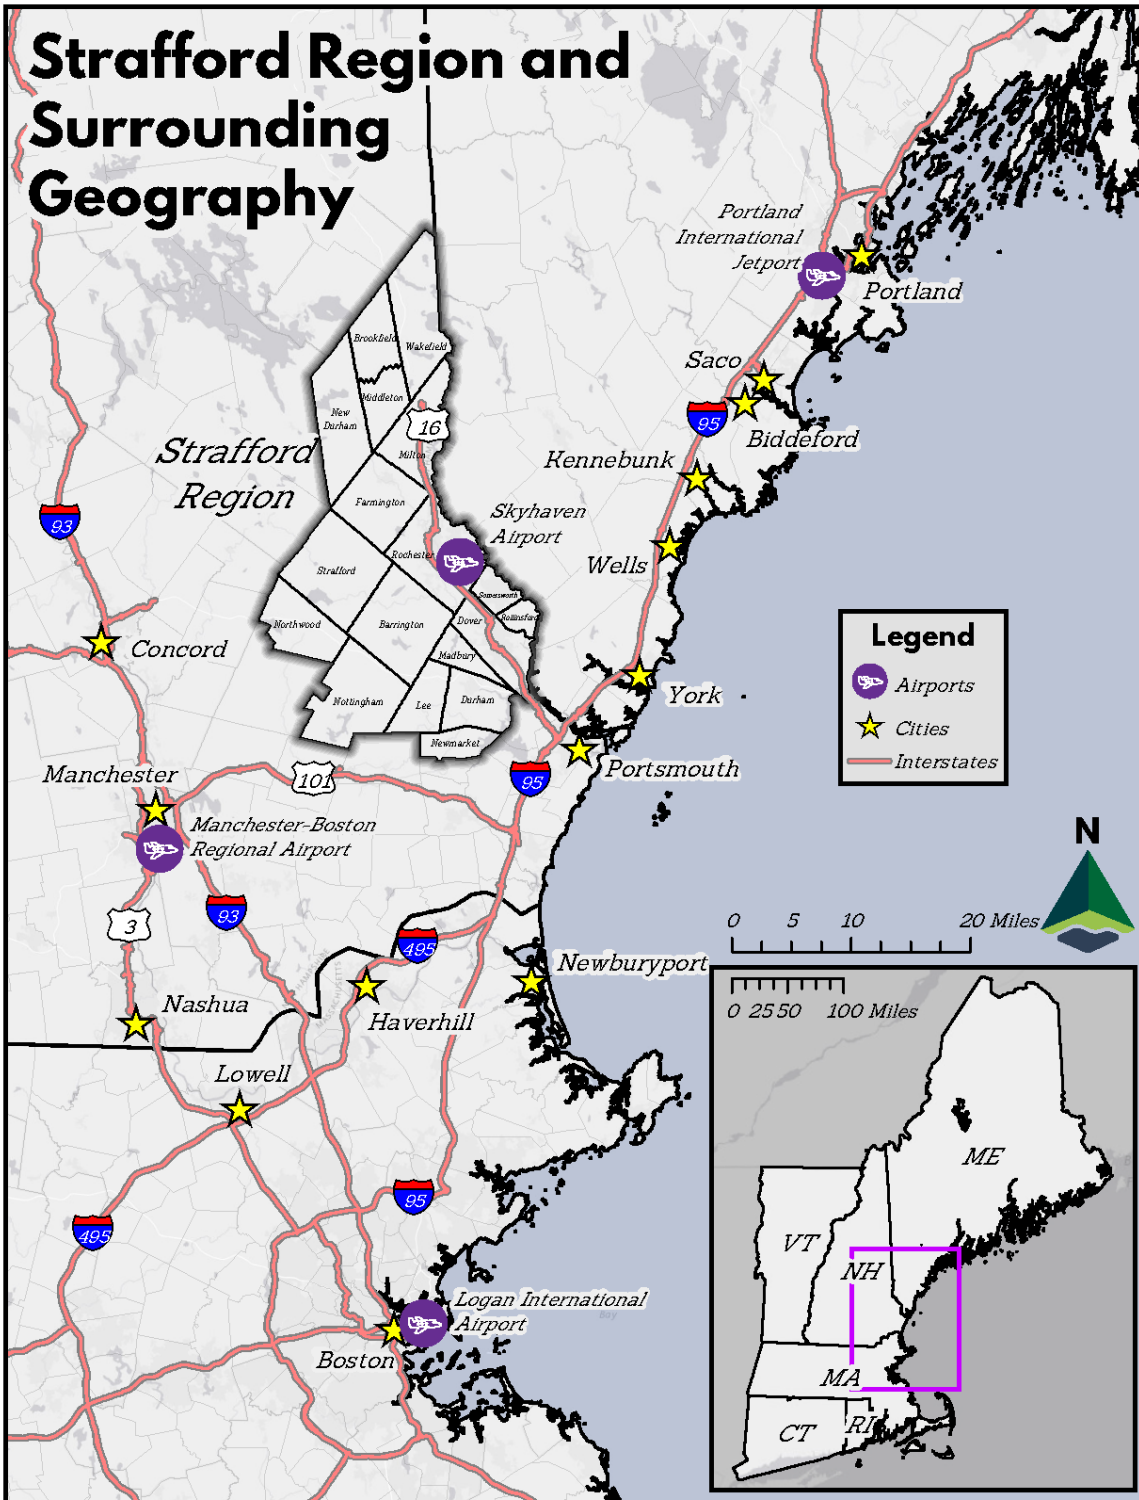 Strafford Region and
Surrounding
Geography
Portland
International
Jetport
Portland
Saco
95
Biddeford
Brookfield
Wakefield
Middleton
New
Durham
16
Milton
Strafford
Region
Kennebunk
Farmington
Skyhaven
Airport
93
Rochester
Wells
Strafford
Somersworth
Rollinsford
Northwood
Barrington
Dover
Concord
Madbury
York
Nottingham
Lee
Durham
Newmarket
Legend
Airports
Cities
Interstates
Portsmouth
Manchester
101
95
Manchester-Boston
Regional Airport
N
3
93
495
0 5 10 20 Miles
Newburyport
Nashua
Haverhill
0 25 50 100 Miles
Lowell
ME
95
495
VT
NH
Logan International
Airport
Boston
MA
CT
RI